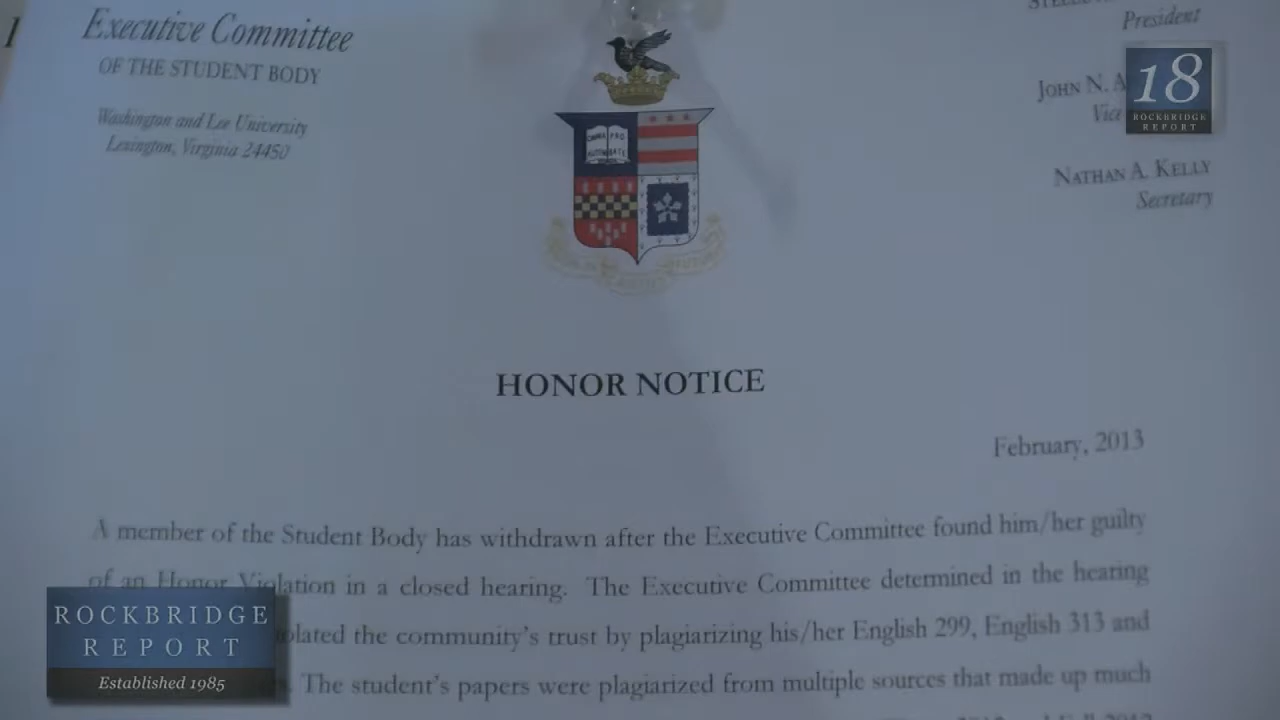 Executive Committee
OF THE STUDENT BODY
Washington and Lee University
Lexington, Virginia 24450
President
JOHN N. A
Vice
NATHAN A. KELLY
Secretary
18
ROCKBRIDGE
REPORT
HONOR NOTICE
February, 2013
A member of the Student Body has withdrawn after the Executive Committee found him/her guilty
of an Honor Violation in a closed hearing. The Executive Committee determined in the hearing
olated the community's trust by plagiarizing his/her English 299, English 313 and
. The student's papers were plagiarized from multiple sources that made up much
ROCKBRIDGE
REPORT
Established 1985